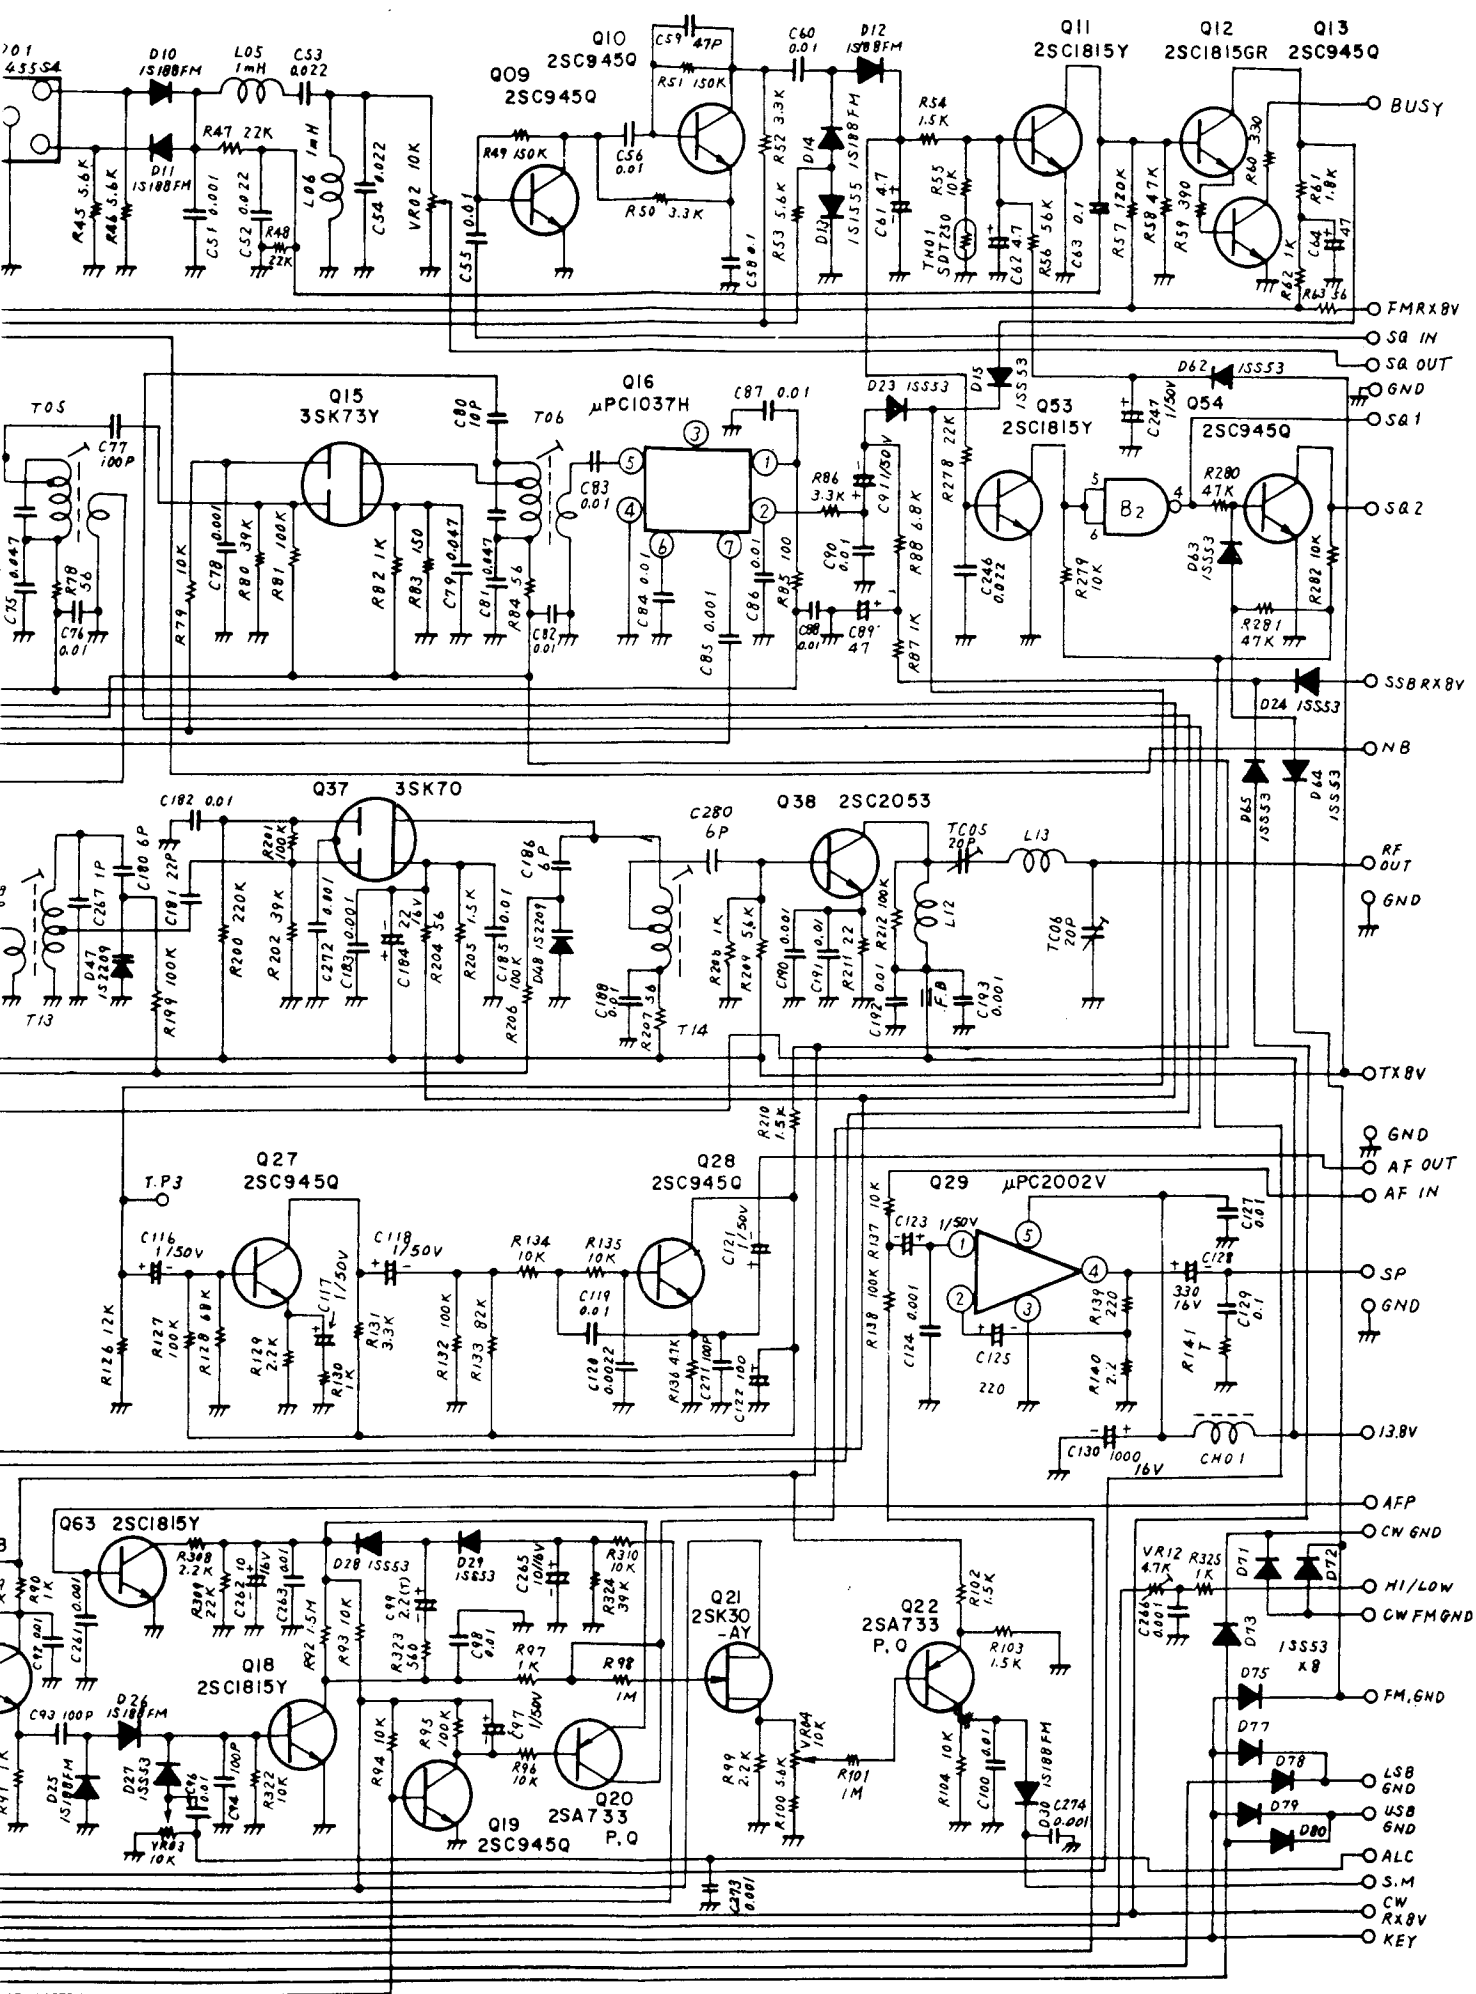 701
455S4
D10
1S188FM
L05
1mH
C53
0.022
Q09
2SC945Q
Q10
2SC945Q
C59
47P
C60
0.01
D12
1S188FM
Q11
2SC1815Y
Q12
2SC1815GR
Q13
2SC945Q
BUSY
R51 150K
R54
1.5K
R47 22K
D11
1S188FM
R45 5.6K
R46 5.6K
C51 0.001
C52 0.022
R48
22K
L06 1mH
C54 0.022
VR02 10K
R49 150K
C55 0.01
C56
0.01
R50 3.3K
R52 3.3K
R53 5.6K
C58 0.1
D14
1S188FM
D13
1S1555
C61 4.7
R55
10K
TH01
SDT250
C62 4.7
R56 56K
C63 0.1
R57 120K
R58 47K
R59 390
R60 330
R61
1.8K
R62 1K
C64
47
R63 56
FMRX8V
SQ IN
SQ OUT
GND
SQ1
SQ2
T05
C77
100P
Q15
3SK73Y
C80
10P
T06
Q16
μPC1037H
C87 0.01
D23 1SS53
D15
1SS53
D62
1SS53
Q53
2SC1815Y
C247
1/50V
Q54
2SC945Q
C83
0.01
5
3
1
4
2
6
7
R86
3.3K
C91 1/50V
R278 22K
5
6
4
B2
R280
47K
C75 0.047
R78
56
C76
0.01
R79 10K
C78 0.001
R80 39K
R81 100K
R82 1K
R83 150
C79 0.047
C81 0.047
R84 56
C82
0.01
C84 0.01
C85 0.001
C86 0.01
R85 100
C88
0.01
C89
47
C90
0.01
R88 6.8K
R87 1K
C246
0.022
R279
10K
D63
1SS53
R281
47K
R282 10K
SSBRX8V
D24 1SS53
NB
D65
1SS53
D64
1SS53
Q37
3SK70
C182 0.01
R201
100K
C280
6P
Q38 2SC2053
TC05
20P
L13
RF
OUT
GND
C267 1P
C180 6P
C181 22P
D47
1S2209
T13
R199 100K
R200 220K
R202 39K
C272 0.001
C183 0.001
C184 22
16V
R204 56
R205 1.5K
C185 0.01
R206 100K
C186
6P
D48 1S2209
C188
0.01
R207 56
T14
R208 1K
R209 5.6K
C190 0.001
C191 0.01
R211 22
R212 100K
C192 0.01
L12
F.B
C193
0.001
TC06
20P
TX8V
R210
1.5K
GND
AF OUT
AF IN
T.P3
Q27
2SC945Q
Q28
2SC945Q
Q29
μPC2002V
C116
1/50V
C118
1/50V
R134
10K
R135
10K
C121
1/50V
R137 10K
C123 1/50V
1
5
4
2
3
C127
0.01
C128
330
16V
SP
GND
C129
0.1
R126 12K
R127
100K
R128 68K
R129
2.2K
C117
1/50V
R130
1K
R131
3.3K
R132 100K
R133 82K
C119
0.01
C120
0.0022
R136 4.7K
C271 100P
C122 100
R138 100K
C124 0.001
C125
220
R139
220
R140
2.2
R141
1
C130
1000
16V
CH01
13.8V
AFP
CW GND
Q63 2SC1815Y
R308
2.2K
R309
22K
C262 10
16V
C263 0.01
D28 1SS53
D29
1SS53
C265
10/16V
R310
10K
R324
39K
R90
1K
C92 0.01
C261 0.001
R92 1.5M
R93 10K
C99
2.2(T)
R323
560
C98
0.01
R97
1K
R98
1M
Q21
2SK30
-AY
Q22
2SA733
P,Q
R102
1.5K
R103
1.5K
VR12
4.7K
R325
1K
C266
0.001
D71
D72
HI/LOW
CWFMGND
D73
1SS53
×8
Q18
2SC1815Y
C93 100P
D26
1S188FM
R91 1K
D25
1S188FM
D27
1SS53
C96
0.01
C94
100P
R322
10K
VR03
10K
R94 10K
R95
100K
C97
1/50V
R96
10K
Q19
2SC945Q
Q20
2SA733
P,Q
R99
2.2K
R100 5.6K
VR04
10K
R101
1M
R104 10K
C100 0.01
D30 1S188FM
C274
0.001
D75
D77
D78
D79
D80
FM.GND
LSB
GND
USB
GND
ALC
C273
0.001
S.M
CW
RX8V
KEY